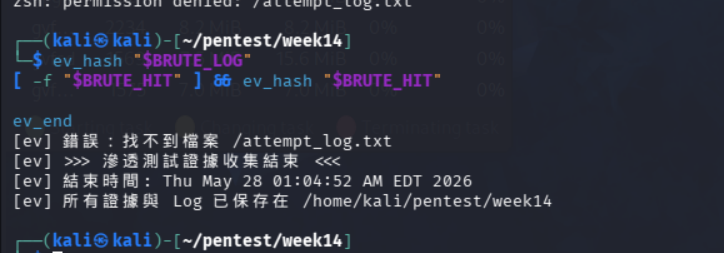 zsh: permission denied: /attempt_log.txt
┌──(kali㉿kali)-[~/pentest/week14]
└─$ ev_hash "$BRUTE_LOG"
[ -f "$BRUTE_HIT" ] && ev_hash "$BRUTE_HIT"
ev_end
[ev] 錯誤：找不到檔案 /attempt_log.txt
[ev] >>> 滲透測試證據收集結束 <<<
[ev] 結束時間: Thu May 28 01:04:52 AM EDT 2026
[ev] 所有證據與 Log 已保存在 /home/kali/pentest/week14
┌──(kali㉿kali)-[~/pentest/week14]